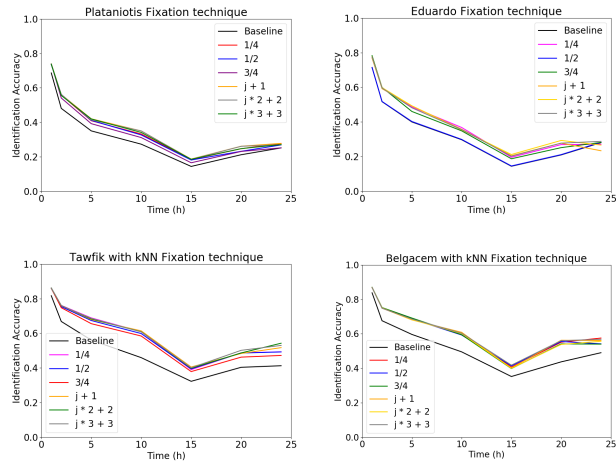 Plataniotis Fixation technique
Identification Accuracy
1.0
0.8
0.6
0.4
0.2
0.0
0
5
10
15
20
25
Time (h)
Baseline
1/4
1/2
3/4
j + 1
j * 2 + 2
j * 3 + 3
Eduardo Fixation technique
Identification Accuracy
1.0
0.8
0.6
0.4
0.2
0.0
0
5
10
15
20
25
Time (h)
Baseline
1/4
1/2
3/4
j + 1
j * 2 + 2
j * 3 + 3
Tawfik with kNN Fixation technique
Identification Accuracy
1.0
0.8
0.6
0.4
0.2
0.0
0
5
10
15
20
25
Time (h)
Baseline
1/4
1/2
3/4
j + 1
j * 2 + 2
j * 3 + 3
Belgacem with kNN Fixation technique
Identification Accuracy
1.0
0.8
0.6
0.4
0.2
0.0
0
5
10
15
20
25
Time (h)
Baseline
1/4
1/2
3/4
j + 1
j * 2 + 2
j * 3 + 3